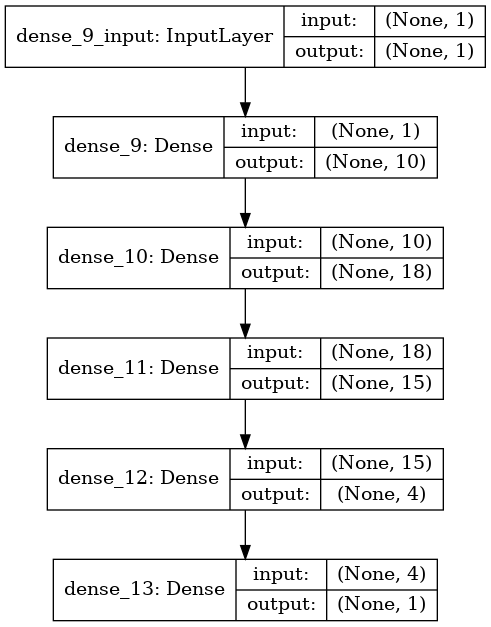 dense_9_input: InputLayer
input: (None, 1)
output: (None, 1)
dense_9: Dense
input: (None, 1)
output: (None, 10)
dense_10: Dense
input: (None, 10)
output: (None, 18)
dense_11: Dense
input: (None, 18)
output: (None, 15)
dense_12: Dense
input: (None, 15)
output: (None, 4)
dense_13: Dense
input: (None, 4)
output: (None, 1)